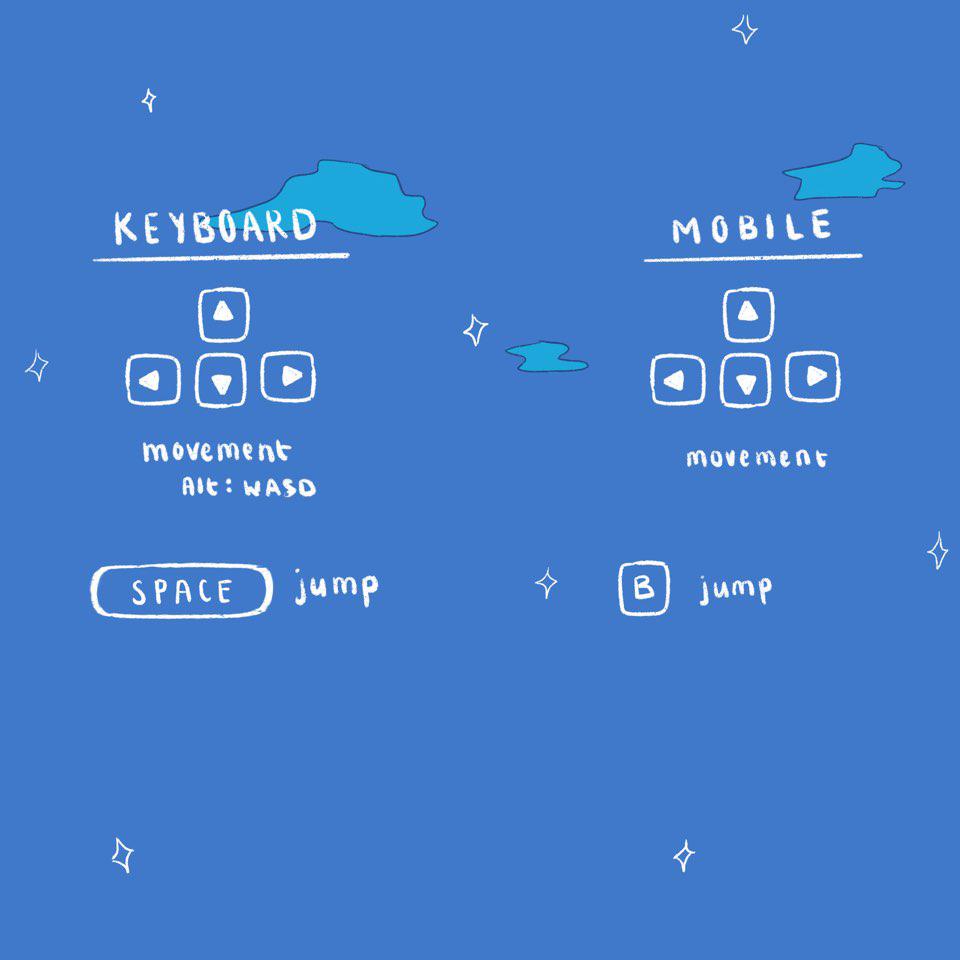 KEYBOARD
movement
Alt: WASD
SPACE jump
MOBILE
movement
B jump